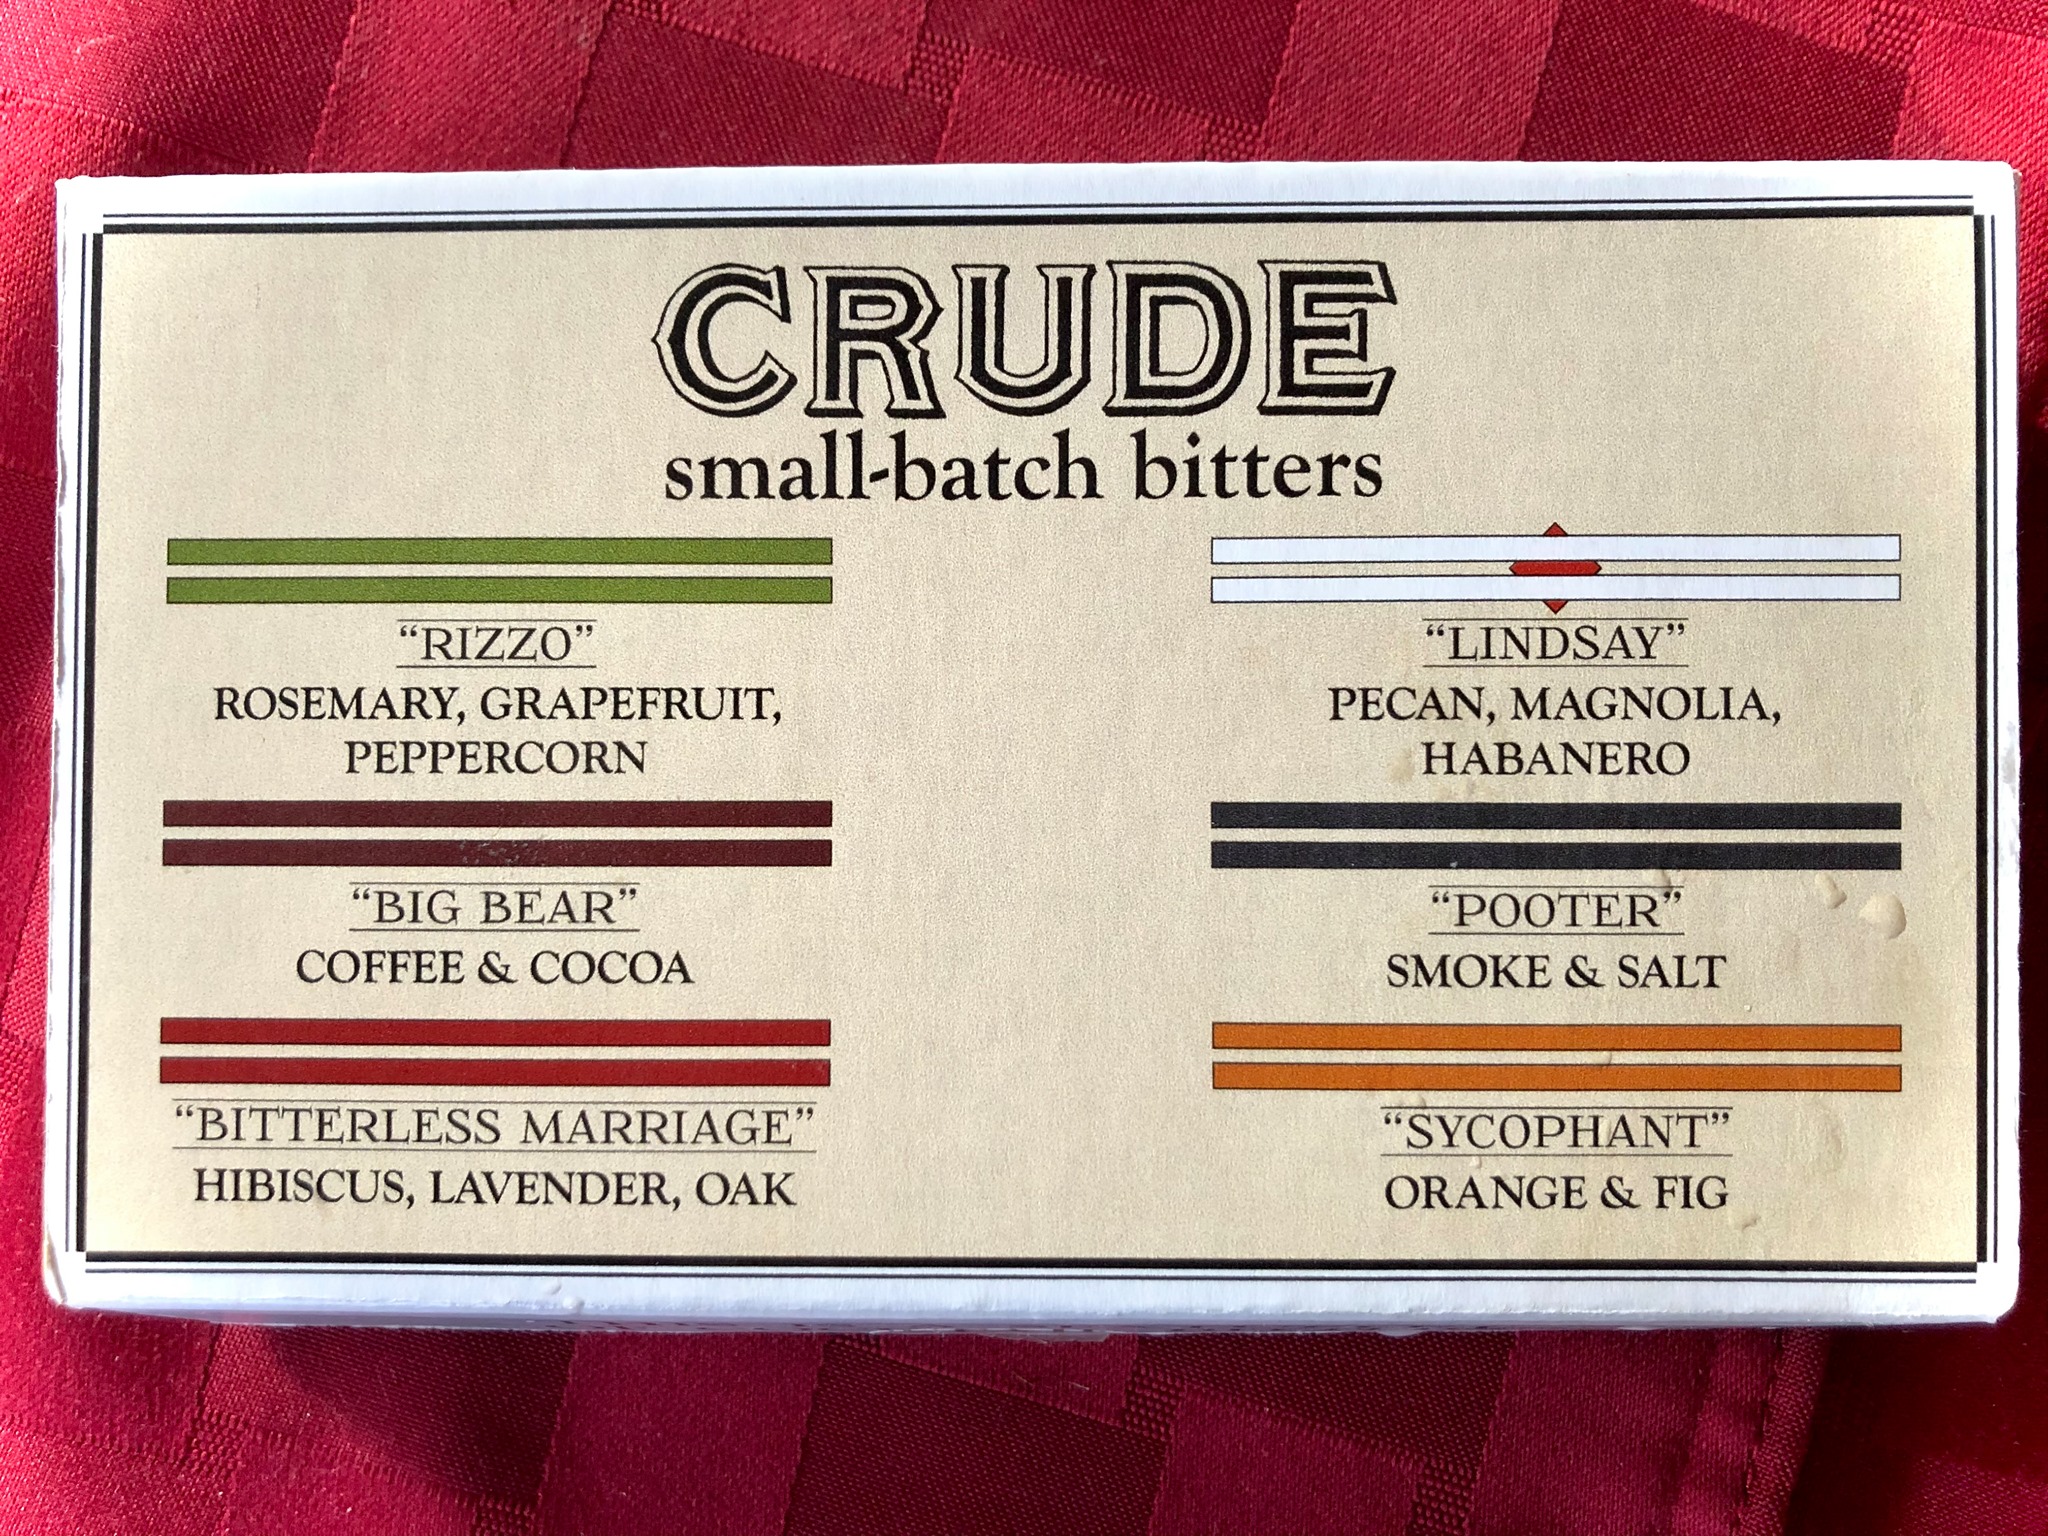 CRUDE
small-batch bitters
“RIZZO”
ROSEMARY, GRAPEFRUIT,
PEPPERCORN
“BIG BEAR”
COFFEE & COCOA
“BITTERLESS MARRIAGE”
HIBISCUS, LAVENDER, OAK
“LINDSAY”
PECAN, MAGNOLIA,
HABANERO
“POOTER”
SMOKE & SALT
“SYCOPHANT”
ORANGE & FIG